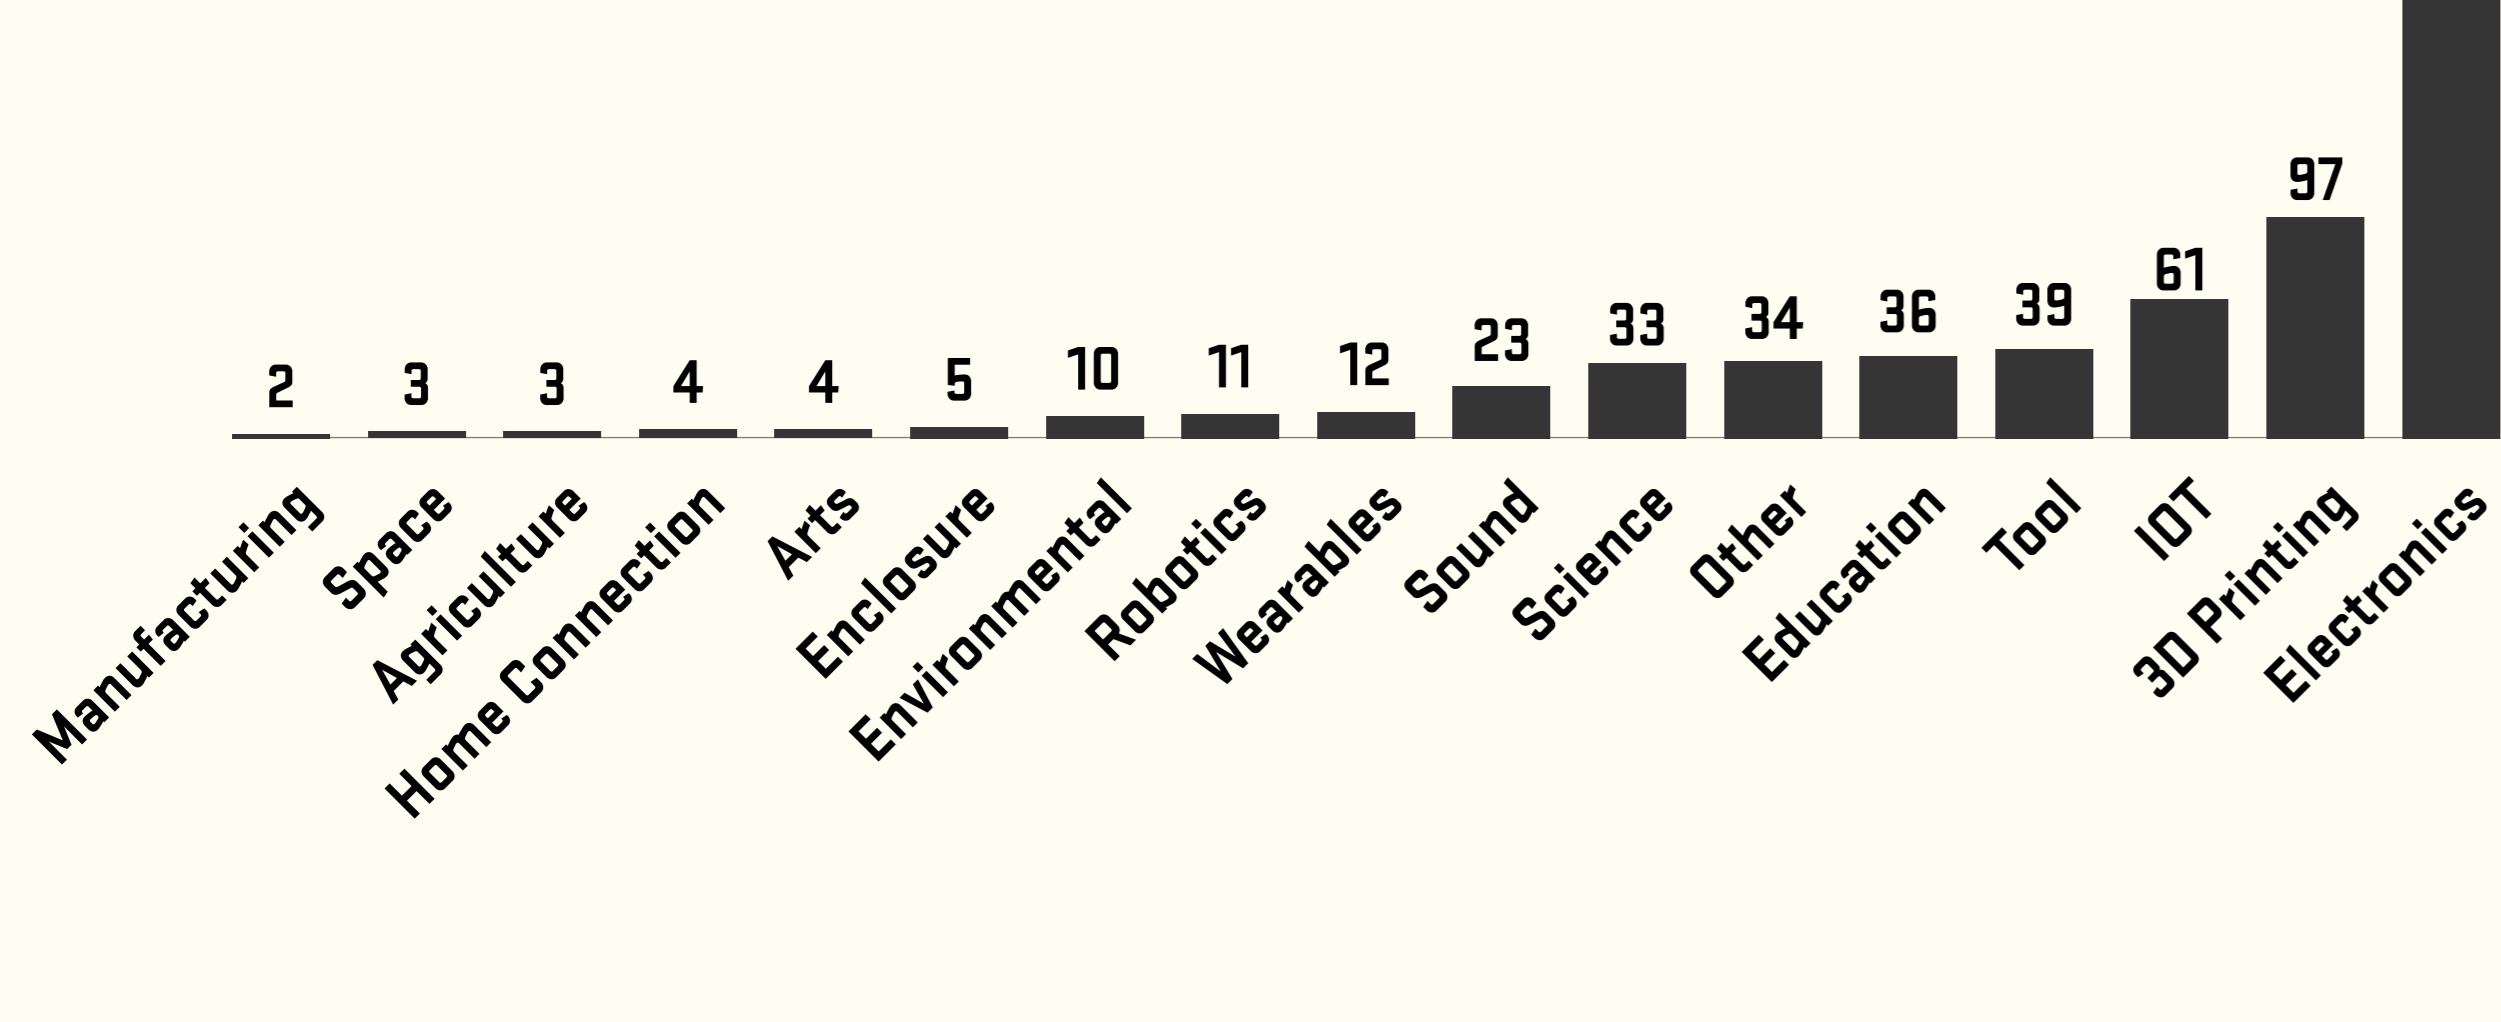 2
3
3
4
4
5
10
11
12
23
33
34
36
39
61
97
Manufacturing
Space
Agriculture
Home Connection
Arts
Enclosure
Environmental
Robotics
Wearables
Sound
Science
Other
Education
Tool
IOT
3D Printing
Electronics